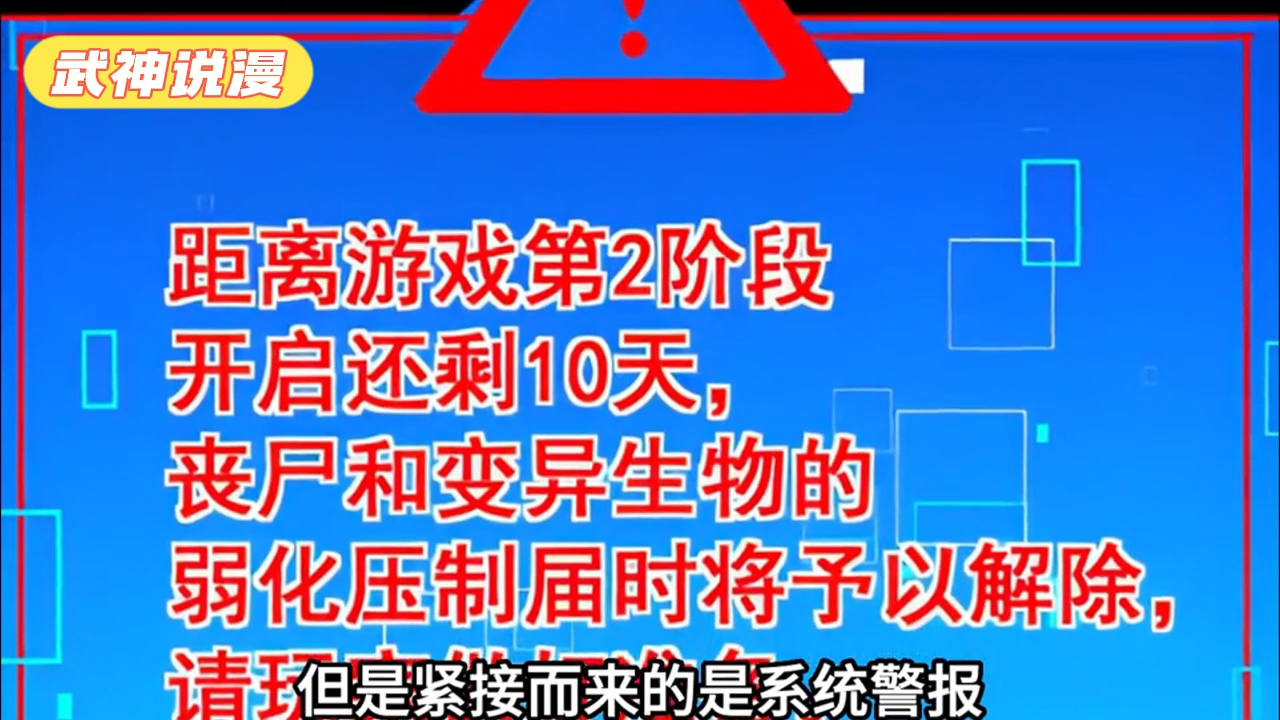 武神说漫
距离游戏第2阶段
开启还剩10天，
丧尸和变异生物的
弱化压制届时将予以解除，
请玩
但是紧接而来的是系统警报